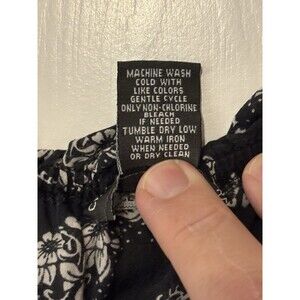 MACHINE WASH
COLD WITH
LIKE COLORS
GENTLE CYCLE
ONLY NON-CHLORINE
BLEACH
IF NEEDED
TUMBLE DRY LOW
WARM IRON
WHEN NEEDED
OR DRY CLEAN